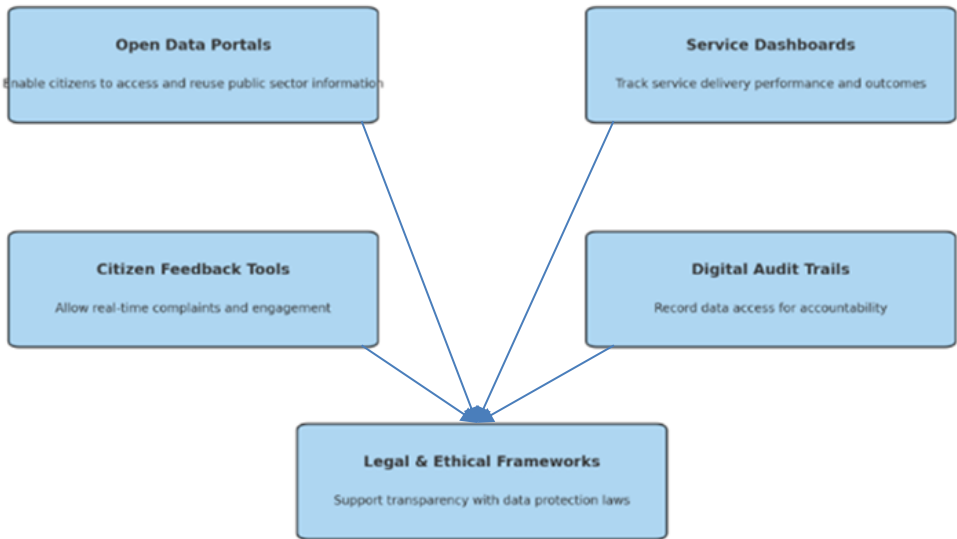 Open Data Portals
Enable citizens to access and reuse public sector information
Service Dashboards
Track service delivery performance and outcomes
Citizen Feedback Tools
Allow real-time complaints and engagement
Digital Audit Trails
Record data access for accountability
Legal & Ethical Frameworks
Support transparency with data protection laws